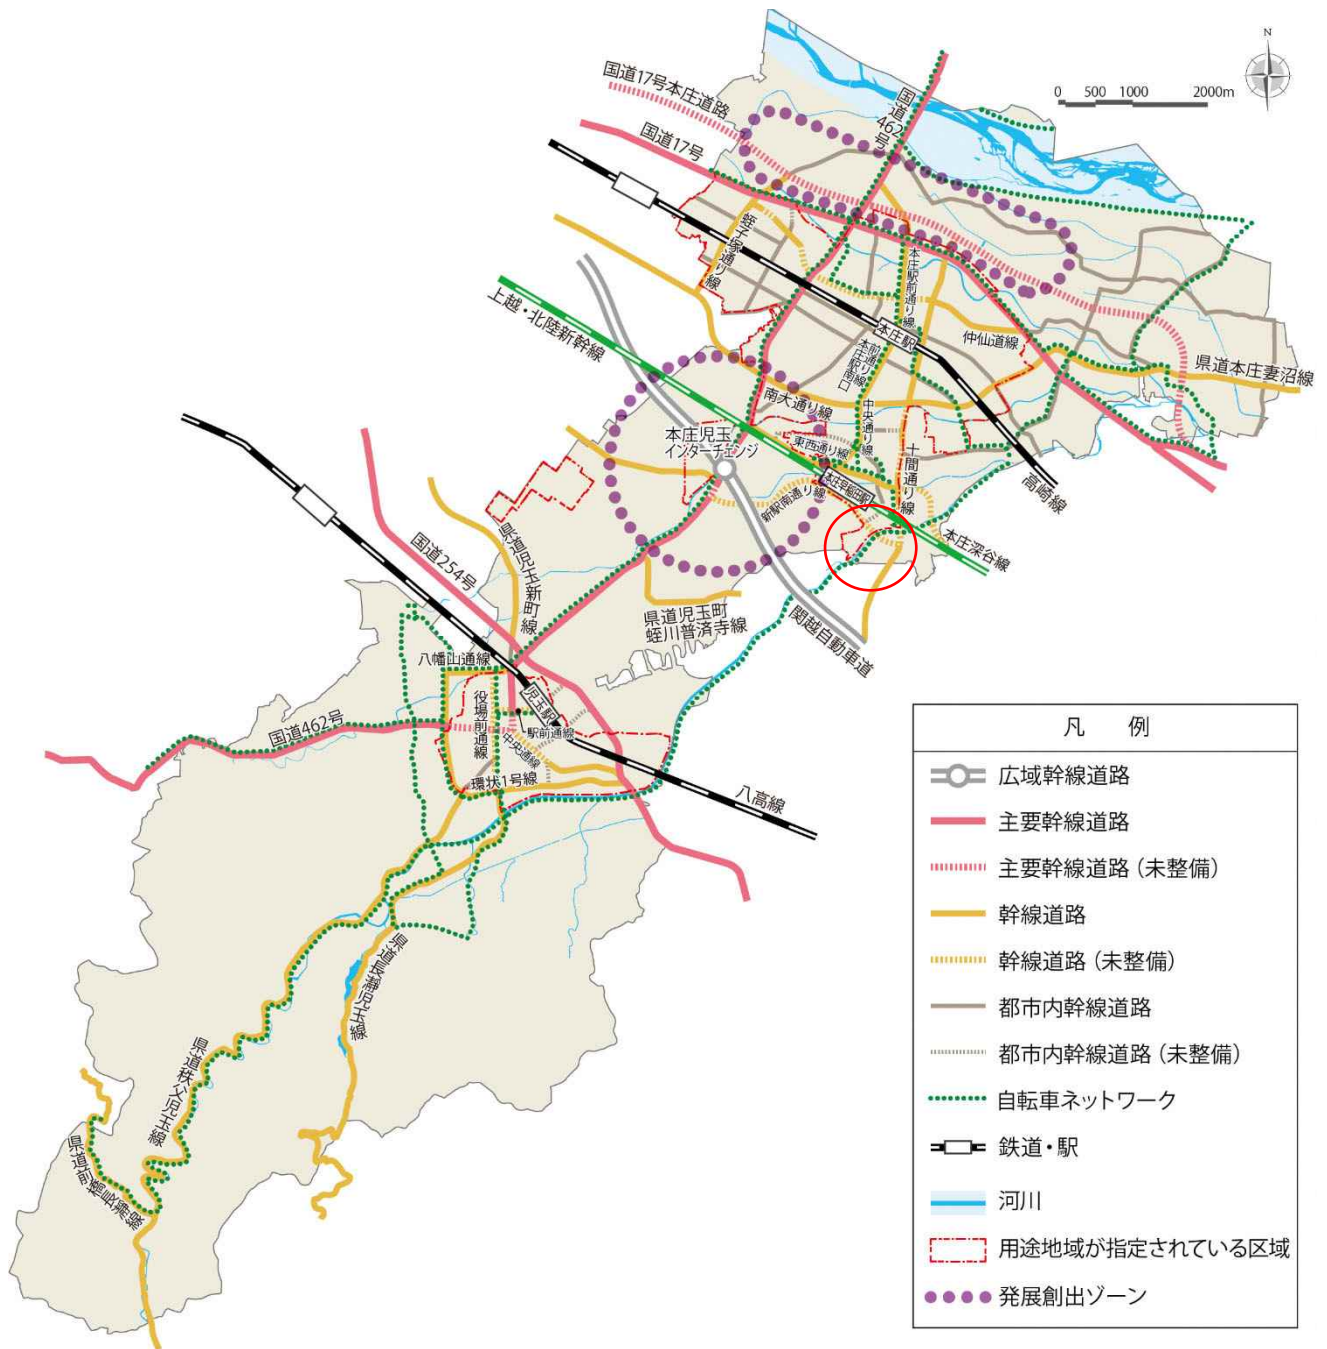 N
0 500 1000 2000m
国道17号本庄道路
国道462号
国道17号
蛭子塚通り線
上越・北陸新幹線
本庄駅前通り線
本庄駅
仲仙道線
県道本庄妻沼線
本庄駅南口
前通り線
南大通り線
中央通り線
本庄児玉
インターチェンジ
東西通り線
十間通り線
本庄早稲田駅
新駅南通り線
高崎線
本庄深谷線
国道254号
県道児玉新町線
県道児玉町
蛭川普済寺線
関越自動車道
八幡山通線
児玉駅
役場前通線
国道462号
駅前通線
中央通線
環状1号線
八高線
県道長瀞児玉線
県道秩父児玉線
凡 例
広域幹線道路
主要幹線道路
主要幹線道路（未整備）
幹線道路
幹線道路（未整備）
都市内幹線道路
都市内幹線道路（未整備）
自転車ネットワーク
鉄道・駅
河川
用途地域が指定されている区域
発展創出ゾーン